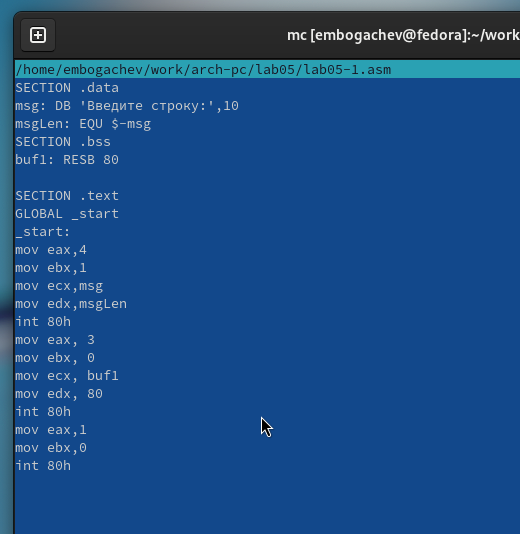 mc [embogachev@fedora]:~/work
/home/embogachev/work/arch-pc/lab05/lab05-1.asm
SECTION .data
msg: DB 'Введите строку:',10
msgLen: EQU $-msg
SECTION .bss
buf1: RESB 80
SECTION .text
GLOBAL _start
_start:
mov eax,4
mov ebx,1
mov ecx,msg
mov edx,msgLen
int 80h
mov eax, 3
mov ebx, 0
mov ecx, buf1
mov edx, 80
int 80h
mov eax,1
mov ebx,0
int 80h